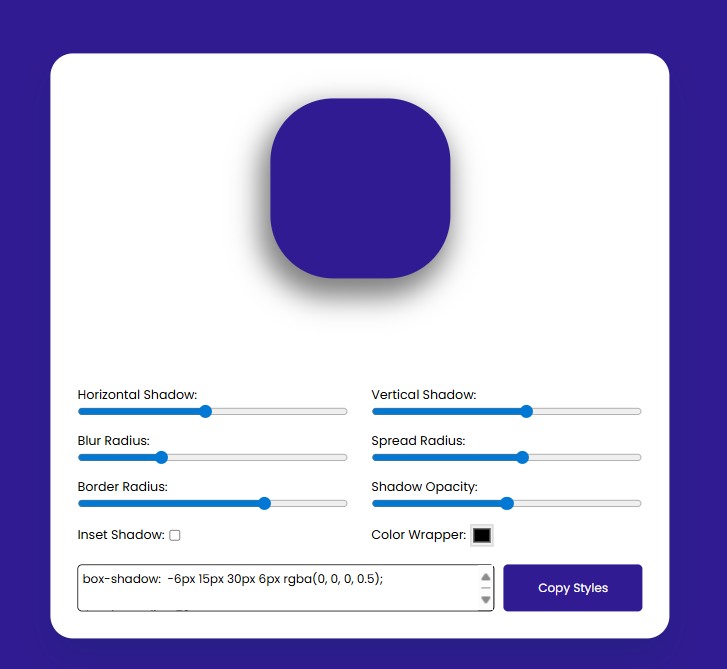 Horizontal Shadow:
Vertical Shadow:
Blur Radius:
Spread Radius:
Border Radius:
Shadow Opacity:
Inset Shadow:
Color Wrapper:
box-shadow:  -6px 15px 30px 6px rgba(0, 0, 0, 0.5);
Copy Styles